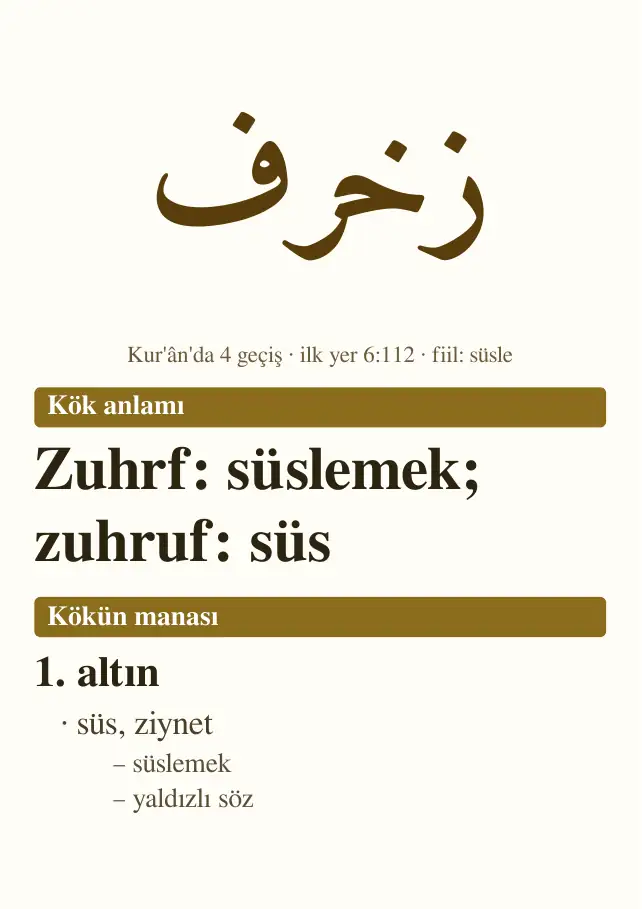 زخرف
Kur'ân'da 4 geçiş · ilk yer 6:112 · fiil: süsle
Kök anlamı
Zuhrf: süslemek;
zuhruf: süs
Kökün manası
1. altın
· süs, ziynet
– süslemek
– yaldızlı söz